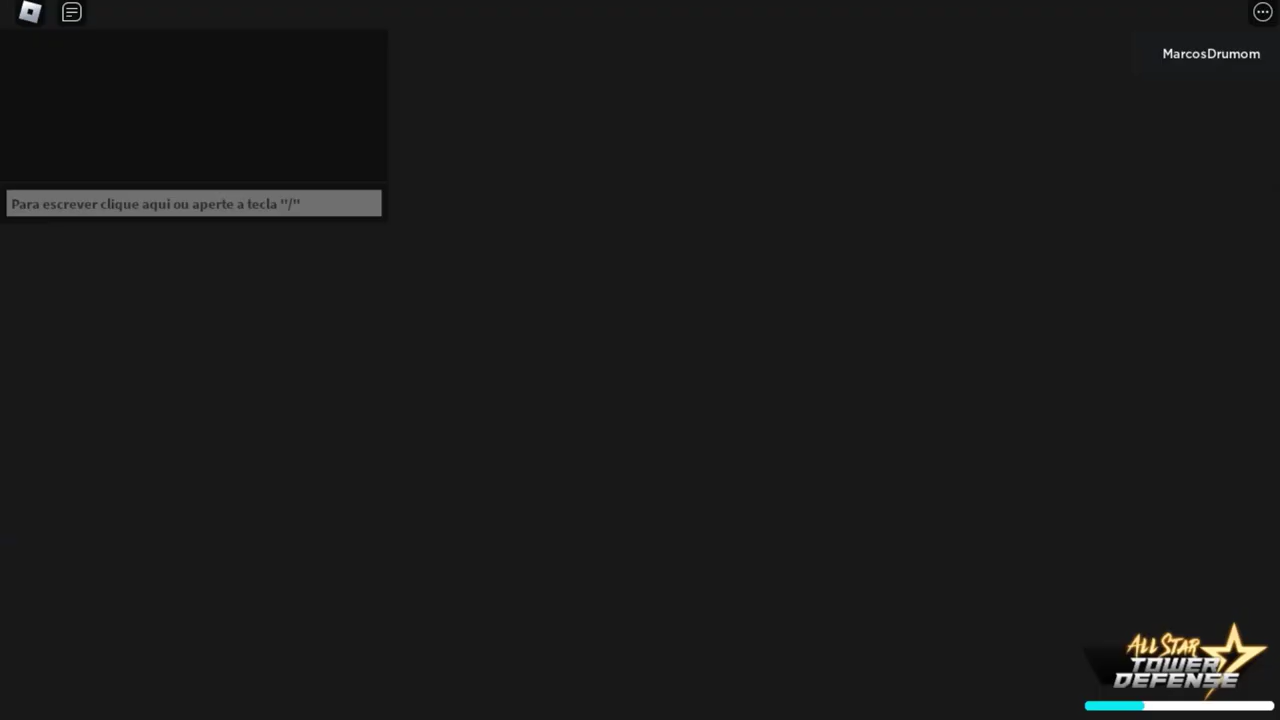 MarcosDrumom
Para escrever clique aqui ou aperte a tecla "/"
ALL STAR
TOWER
DEFENSE